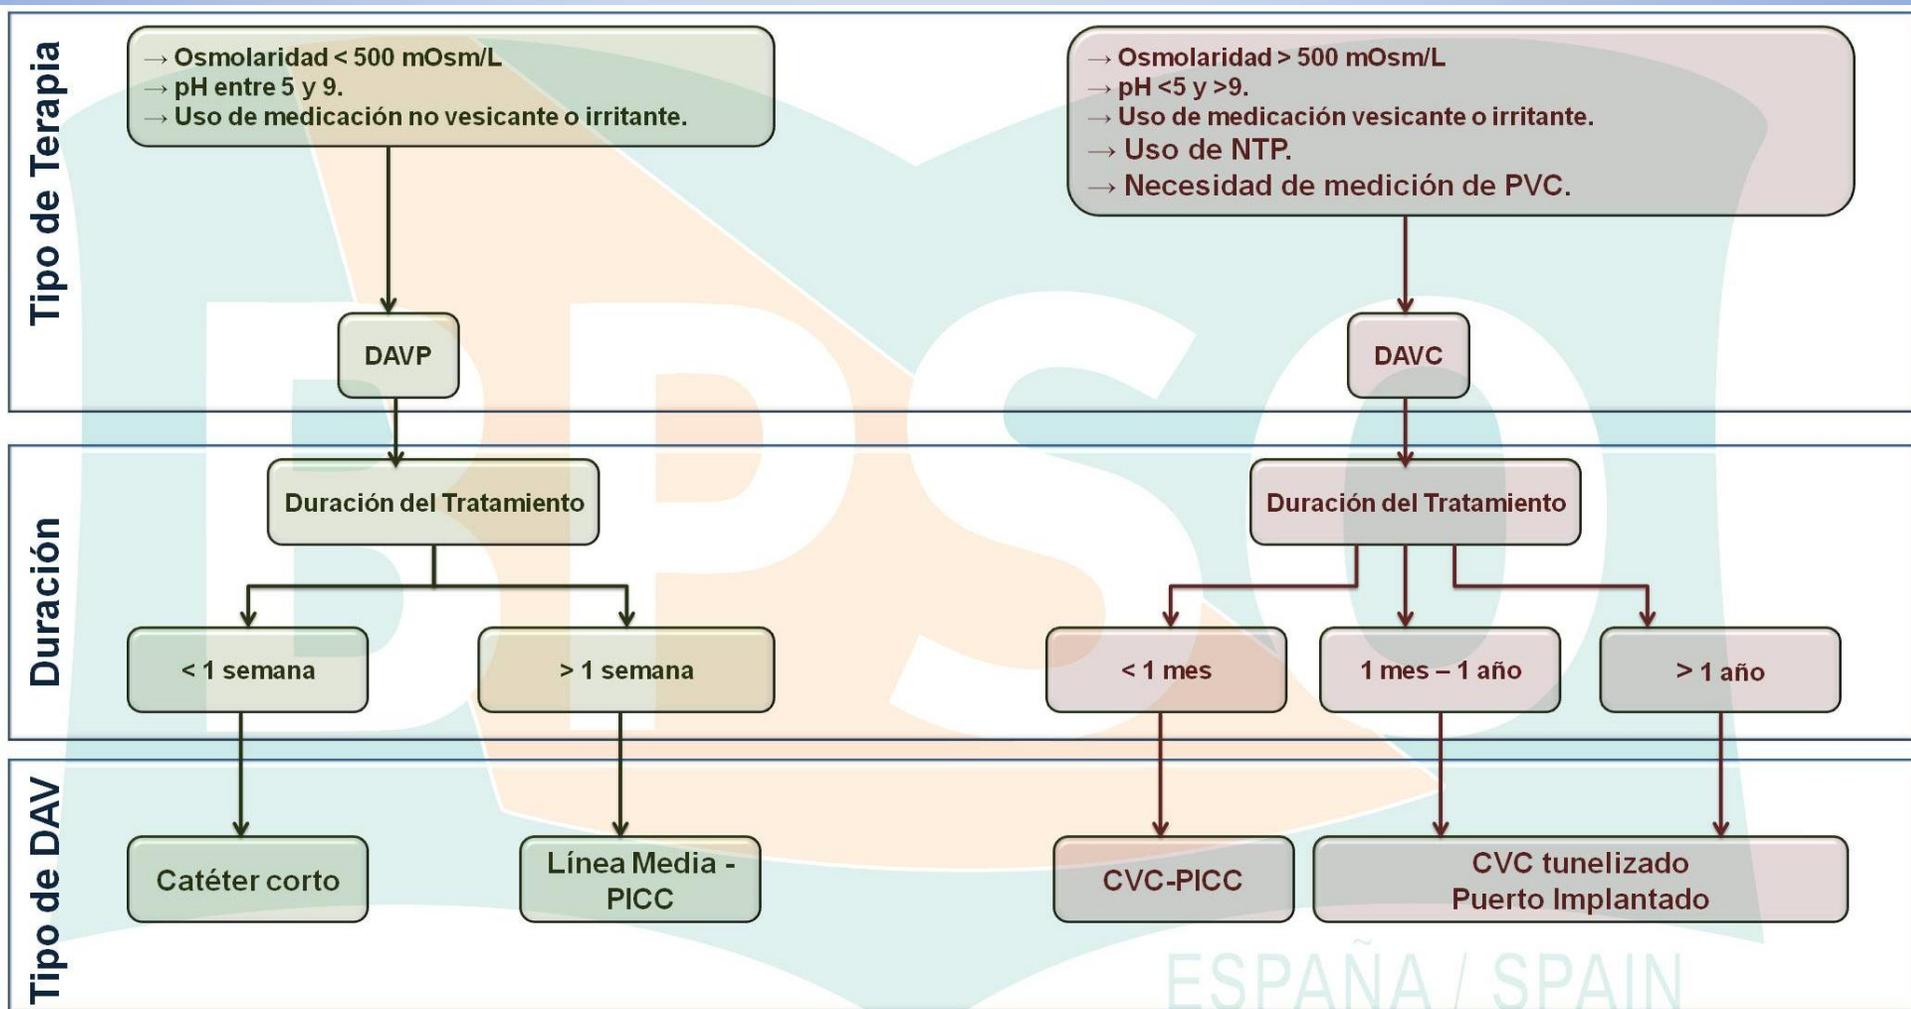 Tipo de Terapia
→ Osmolaridad < 500 mOsm/L
→ pH entre 5 y 9.
→ Uso de medicación no vesicante o irritante.
→ Osmolaridad > 500 mOsm/L
→ pH <5 y >9.
→ Uso de medicación vesicante o irritante.
→ Uso de NTP.
→ Necesidad de medición de PVC.
DAVP
DAVC
Duración
Duración del Tratamiento
Duración del Tratamiento
< 1 semana
> 1 semana
< 1 mes
1 mes – 1 año
> 1 año
Tipo de DAV
Catéter corto
Línea Media -
PICC
CVC-PICC
CVC tunelizado
Puerto Implantado
BPSO
ESPAÑA / SPAIN